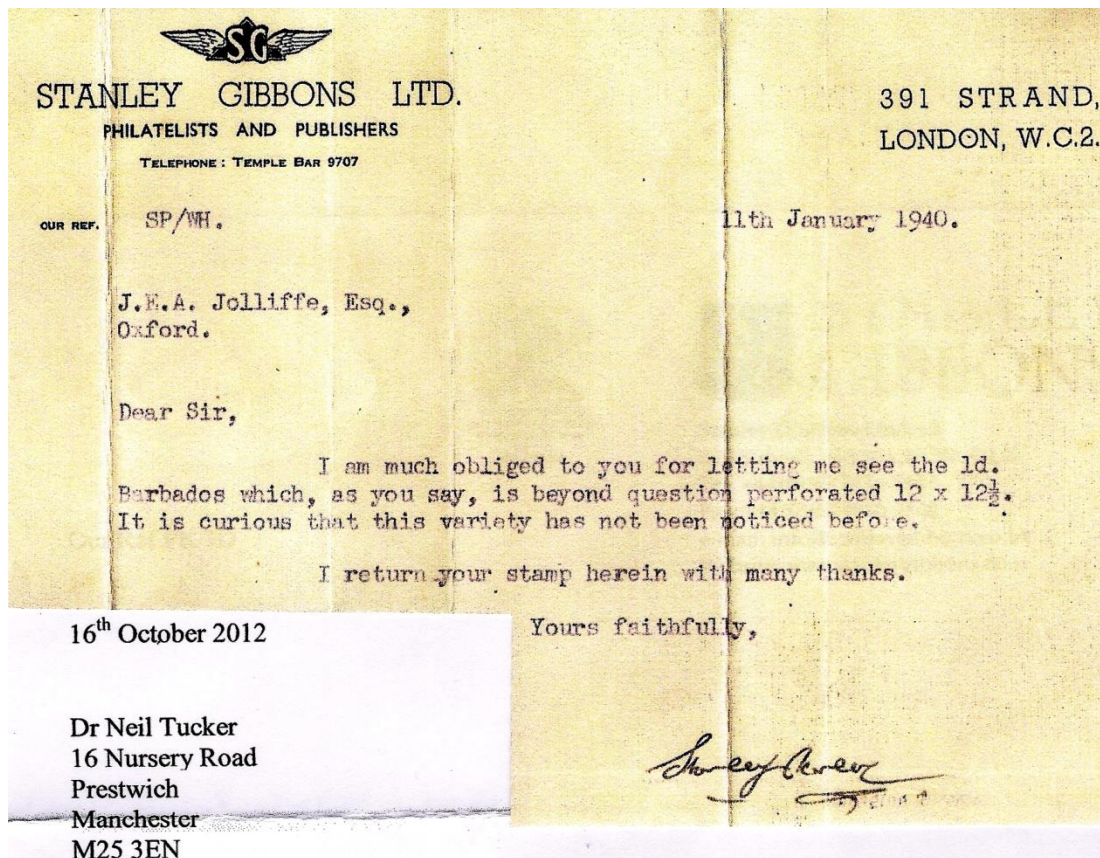 SG
STANLEY GIBBONS LTD.
PHILATELISTS AND PUBLISHERS
TELEPHONE : TEMPLE BAR 9707
391 STRAND,
LONDON, W.C.2.
OUR REF. SP/WH.
11th January 1940.
J.E.A. Jolliffe, Esq.,
Oxford.
Dear Sir,
I am much obliged to you for letting me see the 1d.
Barbados which, as you say, is beyond question perforated 12 x 12½.
It is curious that this variety has not been noticed before.
I return your stamp herein with many thanks.
Yours faithfully,
16th October 2012
Dr Neil Tucker
16 Nursery Road
Prestwich
Manchester
M25 3EN